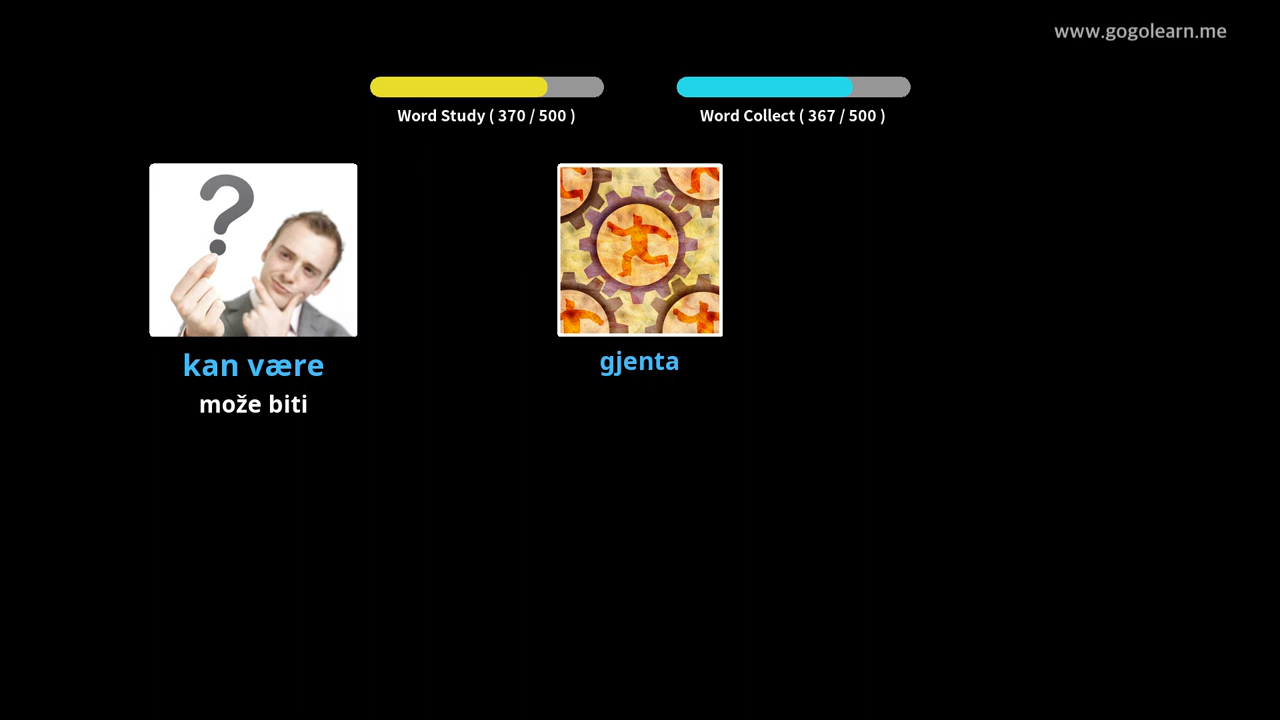 www.gogolearn.me
Word Study ( 370 / 500 )
Word Collect ( 367 / 500 )
kan være
može biti
gjenta